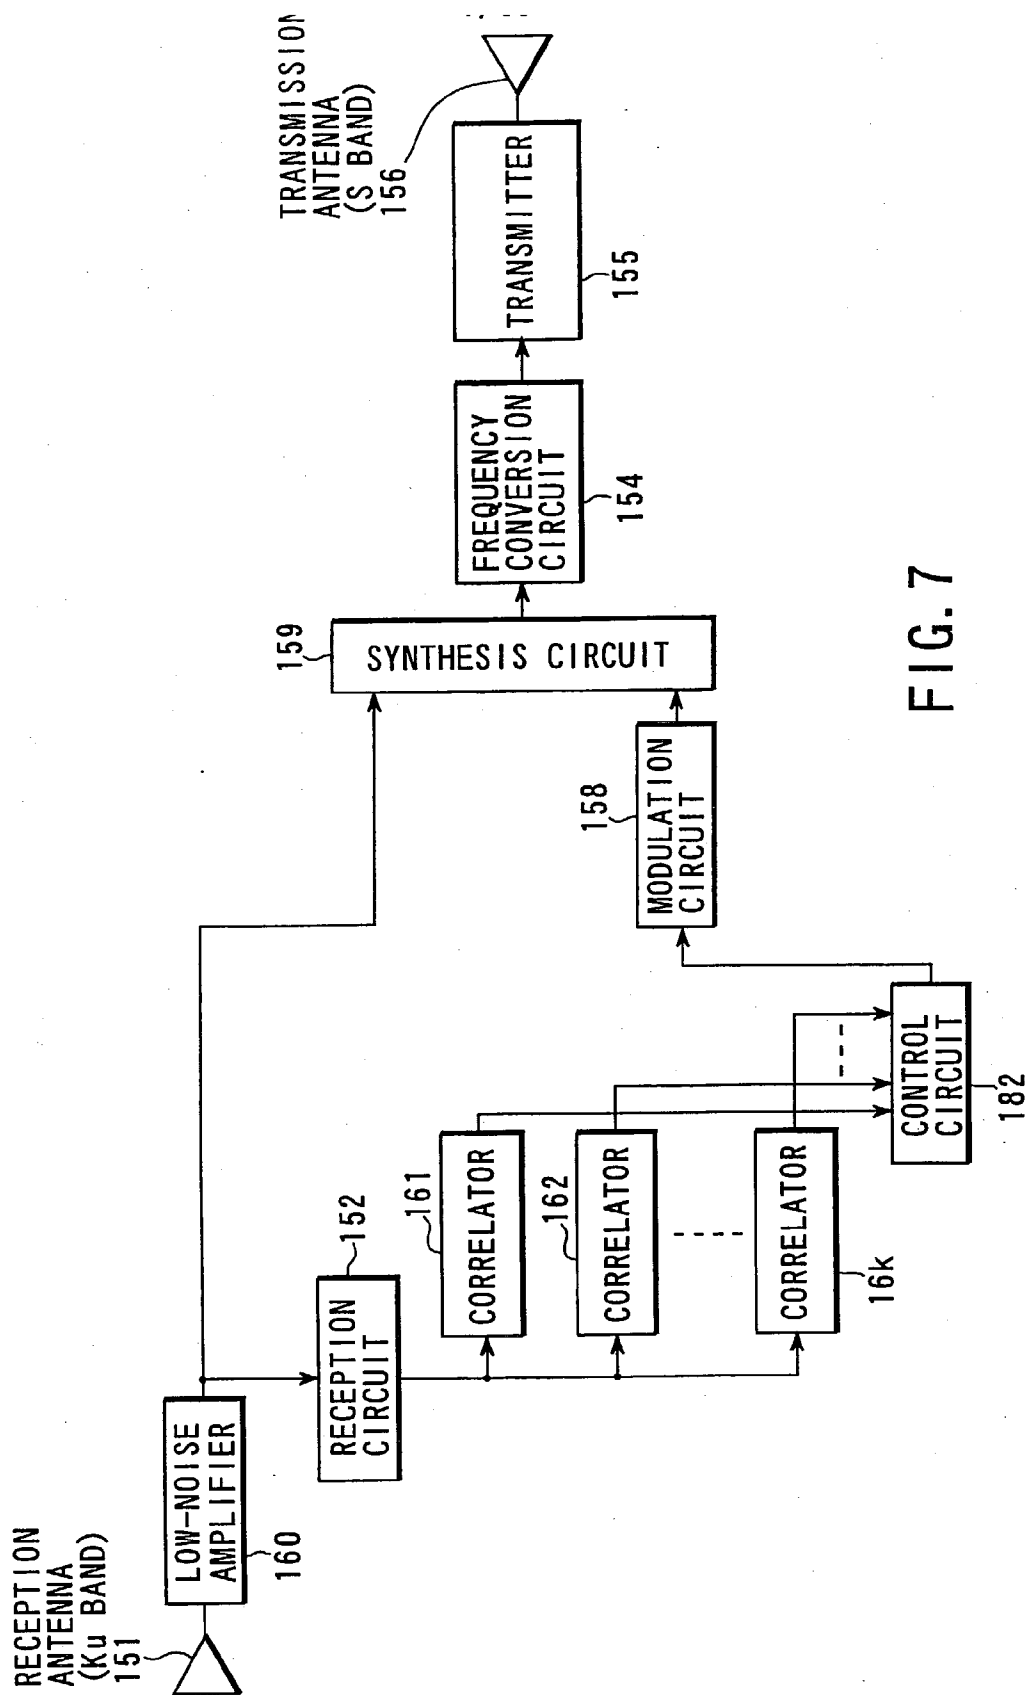 RECEPTION
ANTENNA
(Ku BAND)
151
LOW-NOISE
AMPLIFIER
160
RECEPTION
CIRCUIT
152
CORRELATOR
161
CORRELATOR
162
CORRELATOR
16k
CONTROL
CIRCUIT
182
MODULATION
CIRCUIT
158
SYNTHESIS CIRCUIT
159
FREQUENCY
CONVERSION
CIRCUIT
154
TRANSMITTER
155
TRANSMISSION
ANTENNA
(S BAND)
156
FIG. 7